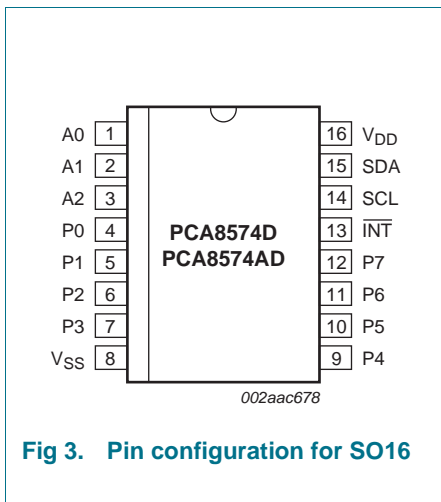 A0 1 16 VDD
A1 2 15 SDA
A2 3 14 SCL
P0 4 13 INT
PCA8574D
PCA8574AD
P1 5 12 P7
P2 6 11 P6
P3 7 10 P5
VSS 8 9 P4
002aac678
Fig 3. Pin configuration for SO16